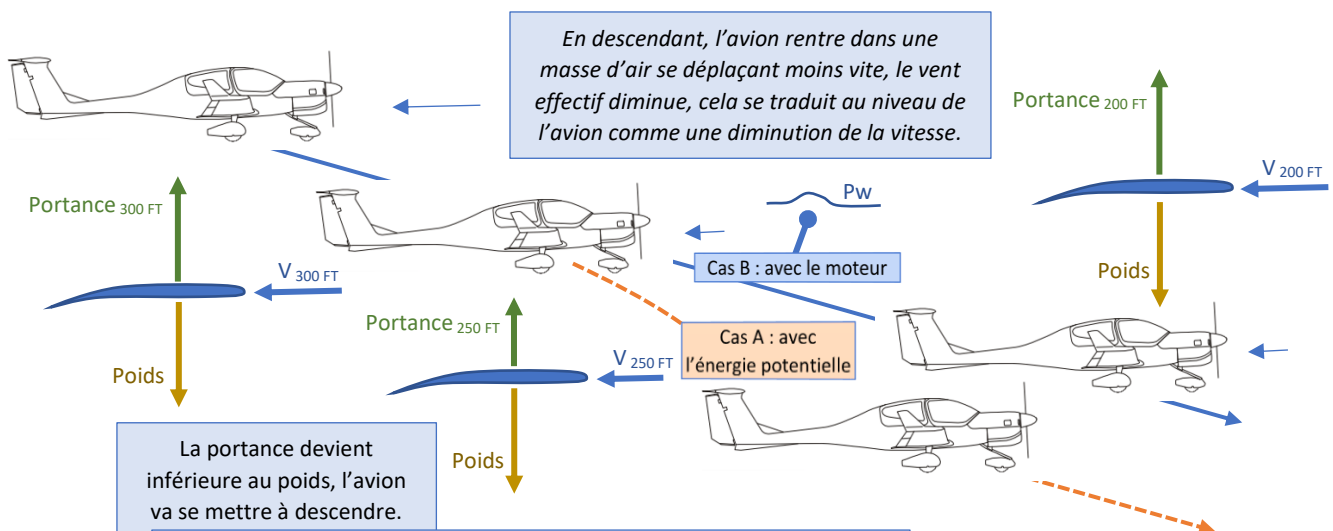 En descendant, l’avion rentre dans une
masse d’air se déplaçant moins vite, le vent
effectif diminue, cela se traduit au niveau de
l’avion comme une diminution de la vitesse.
Portance 200 FT
V 200 FT
Poids
Portance 300 FT
V 300 FT
Poids
Pw
Cas B : avec le moteur
Portance 250 FT
V 250 FT
Poids
Cas A : avec
l’énergie potentielle
La portance devient
inférieure au poids, l’avion
va se mettre à descendre.